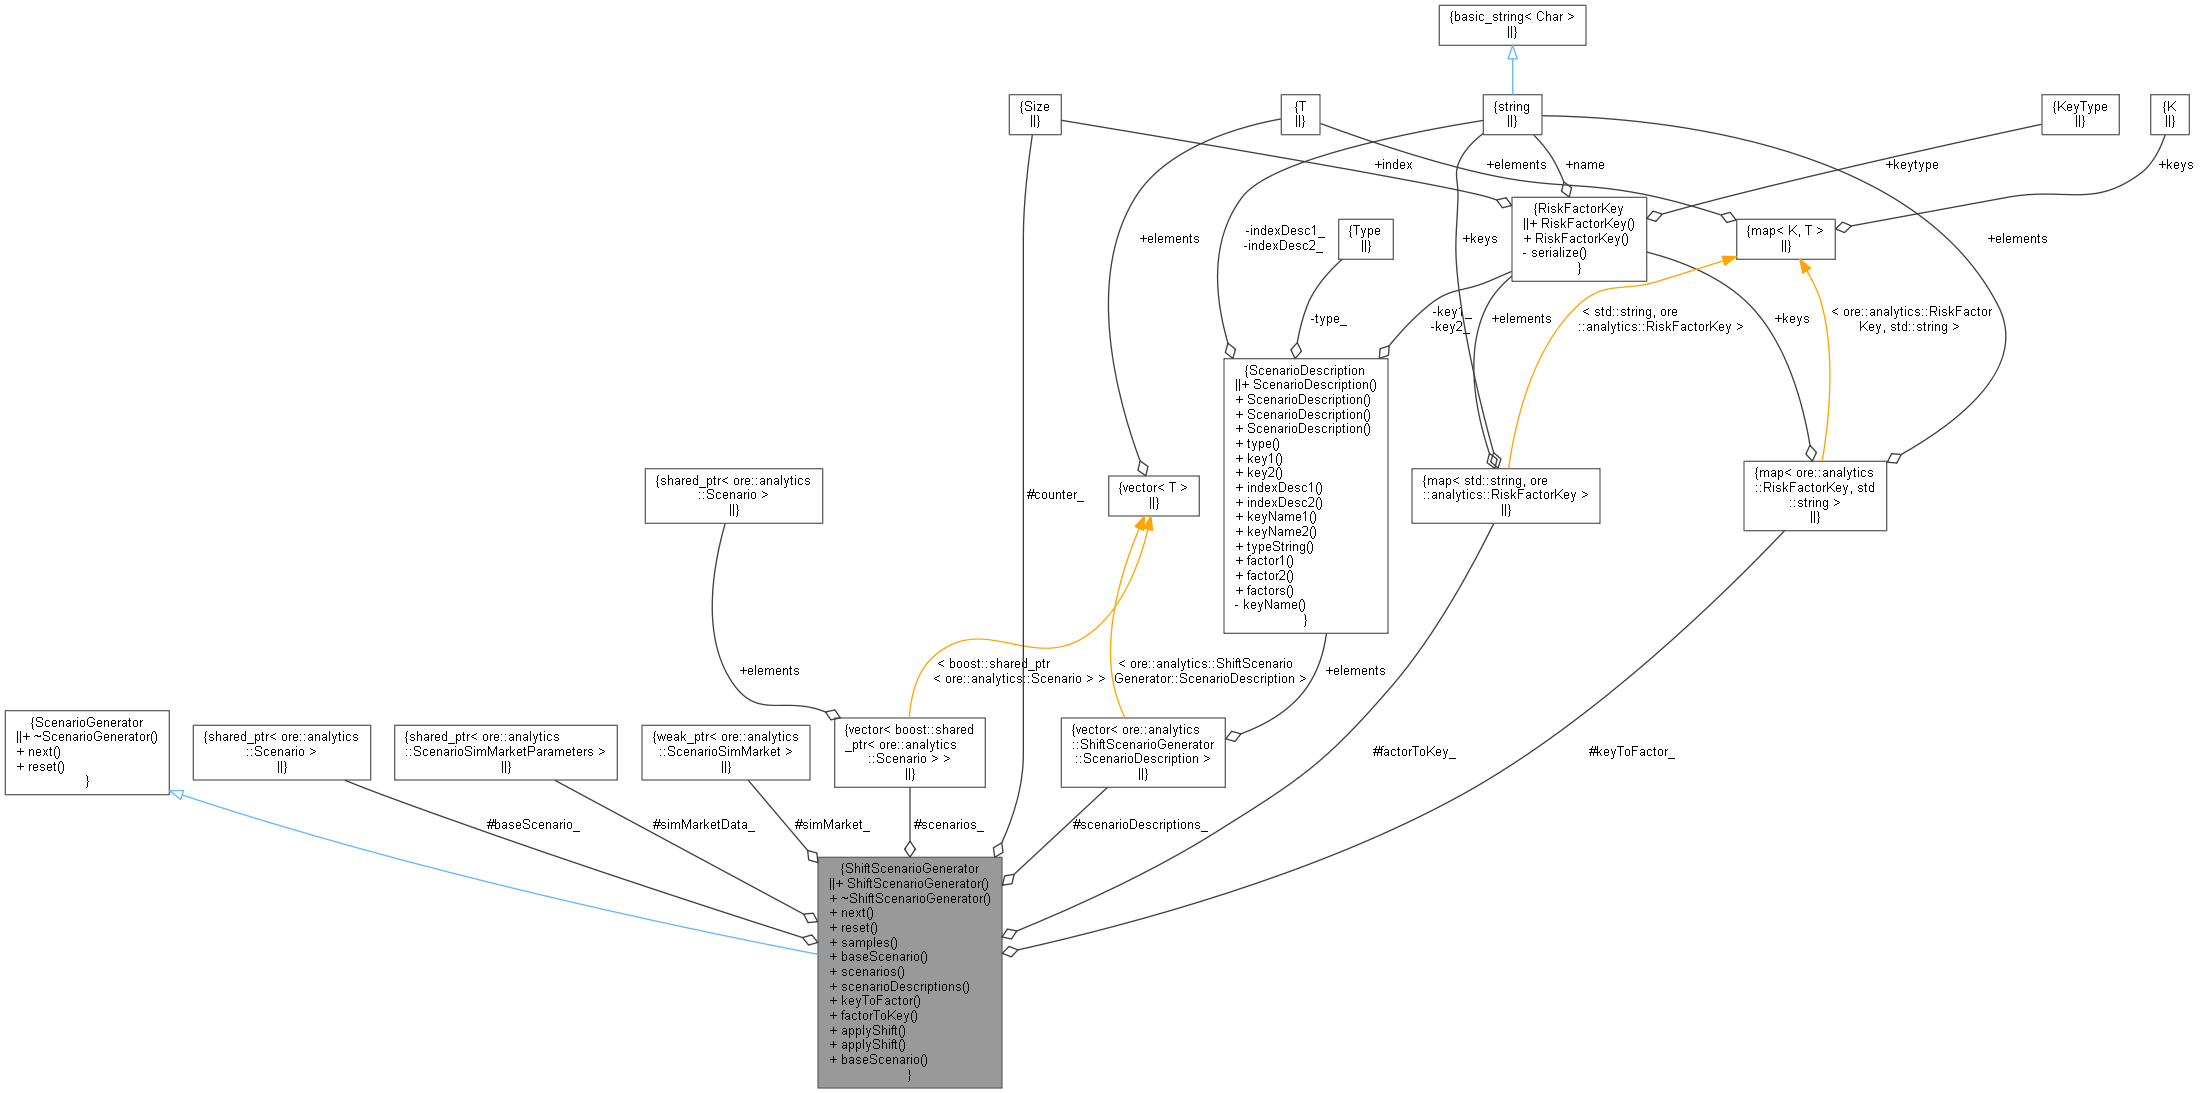 {basic_string< Char >
||}
{Size
||}
{T
||}
{string
||}
{KeyType
||}
{K
||}
+index
+elements
+name
+keytype
+keys
{RiskFactorKey
||+ RiskFactorKey()
+ RiskFactorKey()
- serialize()
}
{Type
||}
{map< K, T >
||}
+elements
-indexDesc1_
-indexDesc2_
+keys
+elements
-type_
-key1_
-key2_
+elements
< std::string, ore
::analytics::RiskFactorKey >
+keys
< ore::analytics::RiskFactor
Key, std::string >
{ScenarioDescription
||+ ScenarioDescription()
+ ScenarioDescription()
+ ScenarioDescription()
+ ScenarioDescription()
+ type()
+ key1()
+ key2()
+ indexDesc1()
+ indexDesc2()
+ keyName1()
+ keyName2()
+ typeString()
+ factor1()
+ factor2()
+ factors()
- keyName()
}
{shared_ptr< ore::analytics
::Scenario >
||}
#counter_
{vector< T >
||}
{map< std::string, ore
::analytics::RiskFactorKey >
||}
{map< ore::analytics
::RiskFactorKey, std
::string >
||}
+elements
< boost::shared_ptr
< ore::analytics::Scenario > >
< ore::analytics::ShiftScenario
Generator::ScenarioDescription >
+elements
{ScenarioGenerator
||+ ~ScenarioGenerator()
+ next()
+ reset()
}
{shared_ptr< ore::analytics
::Scenario >
||}
{shared_ptr< ore::analytics
::ScenarioSimMarketParameters >
||}
{weak_ptr< ore::analytics
::ScenarioSimMarket >
||}
{vector< boost::shared
_ptr< ore::analytics
::Scenario > >
||}
{vector< ore::analytics
::ShiftScenarioGenerator
::ScenarioDescription >
||}
#factorToKey_
#keyToFactor_
#baseScenario_
#simMarketData_
#simMarket_
#scenarios_
#scenarioDescriptions_
{ShiftScenarioGenerator
||+ ShiftScenarioGenerator()
+ ~ShiftScenarioGenerator()
+ next()
+ reset()
+ samples()
+ baseScenario()
+ scenarios()
+ scenarioDescriptions()
+ keyToFactor()
+ factorToKey()
+ applyShift()
+ applyShift()
+ baseScenario()
}